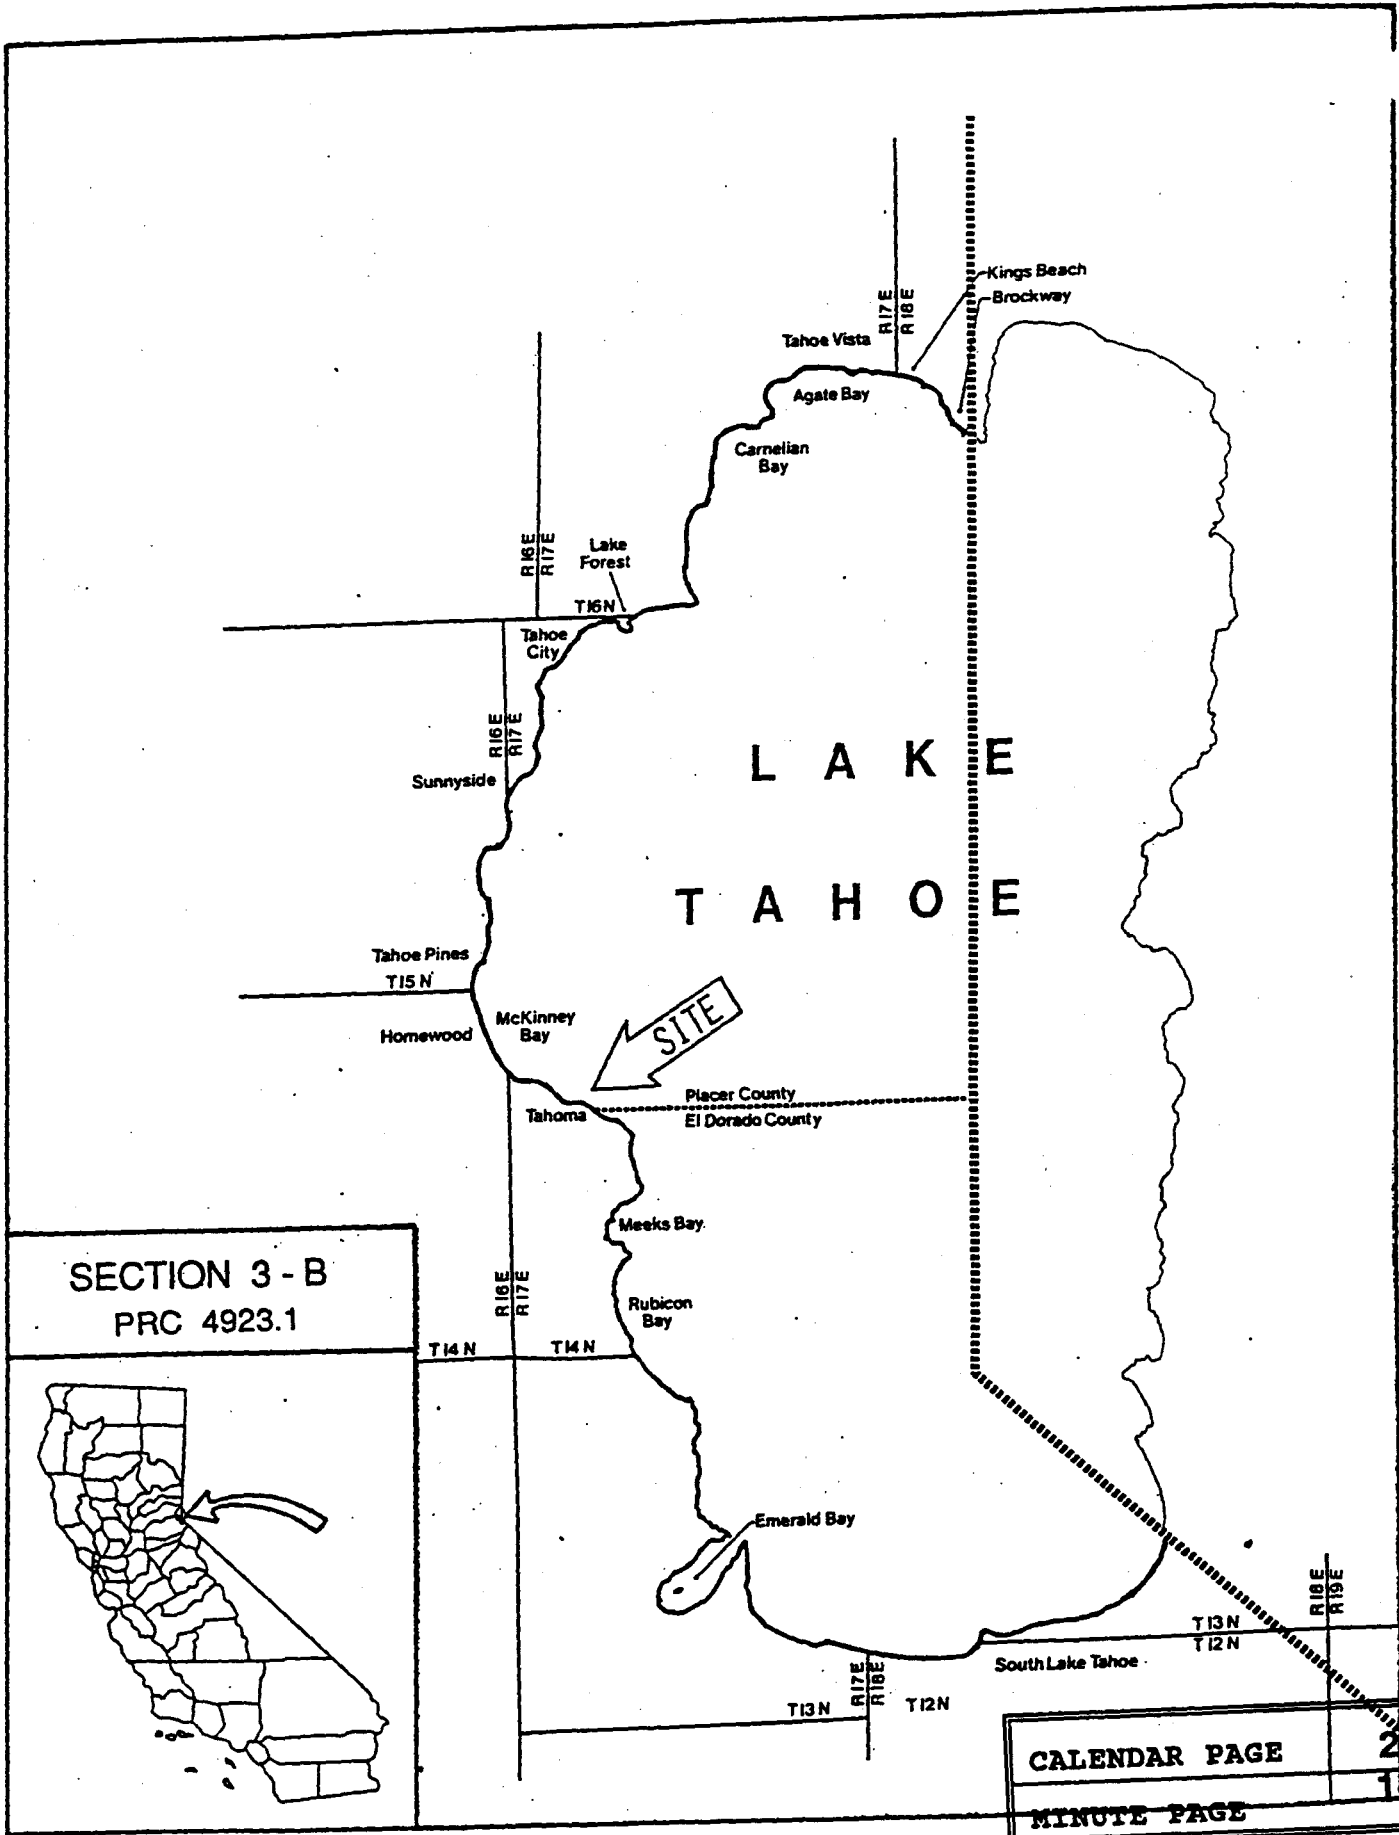 Kings Beach
Brockway
R17E
R18E
Tahoe Vista
Agate Bay
Carnelian
Bay
R16E
R17E
Lake
Forest
T16N
Tahoe
City
R16E
R17E
Sunnyside
L A K E
T A H O E
Tahoe Pines
T15N
Homewood
McKinney
Bay
SITE
Placer County
El Dorado County
Tahoma
Meeks Bay
SECTION 3 - B
PRC 4923.1
R16E
R17E
Rubicon
Bay
T14N
T14N
Emerald Bay
R18E
R19E
T13N
T12N
South Lake Tahoe
R17E
R18E
T13N
T12N
CALENDAR PAGE
2
MINUTE PAGE
1